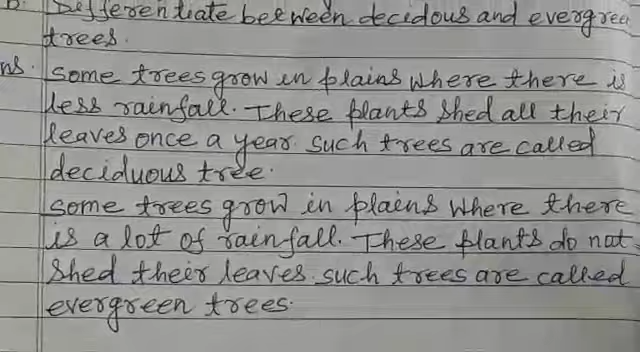 Differentiate between decidous and evergreen
trees.
ns. Some trees grow in plains where there is
less rainfall. These plants shed all their
leaves once a year. Such trees are called
deciduous tree.
Some trees grow in plains where there
is a lot of rainfall. These plants do not
shed their leaves. such trees are called
evergreen trees.